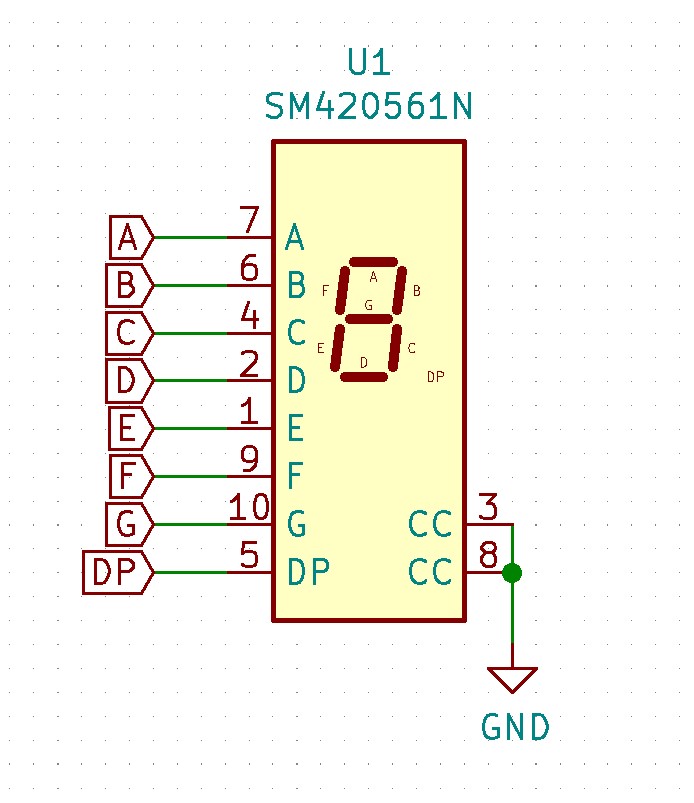 U1
SM420561N
A 7 A
B 6 B
C 4 C
D 2 D
E 1 E
F 9 F
G 10 G CC 3
DP 5 DP CC 8
A
F B
G
E C
D
DP
GND